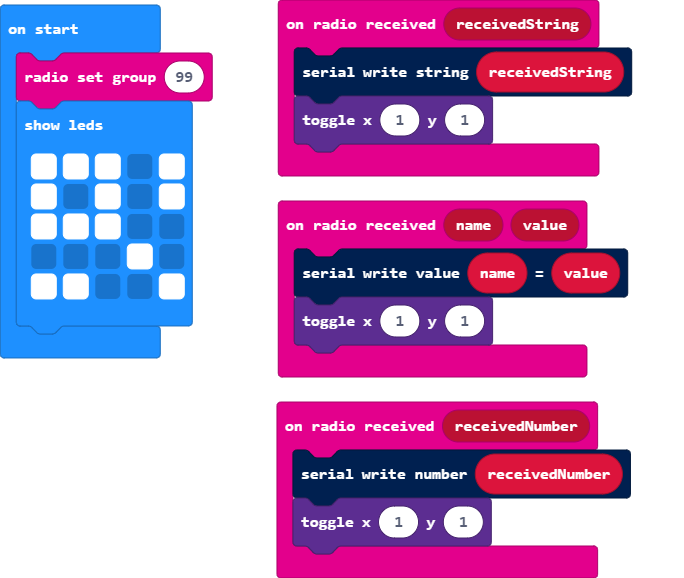 on start
radio set group 99
show leds
on radio received receivedString
serial write string receivedString
toggle x 1 y 1
on radio received name value
serial write value name = value
toggle x 1 y 1
on radio received receivedNumber
serial write number receivedNumber
toggle x 1 y 1